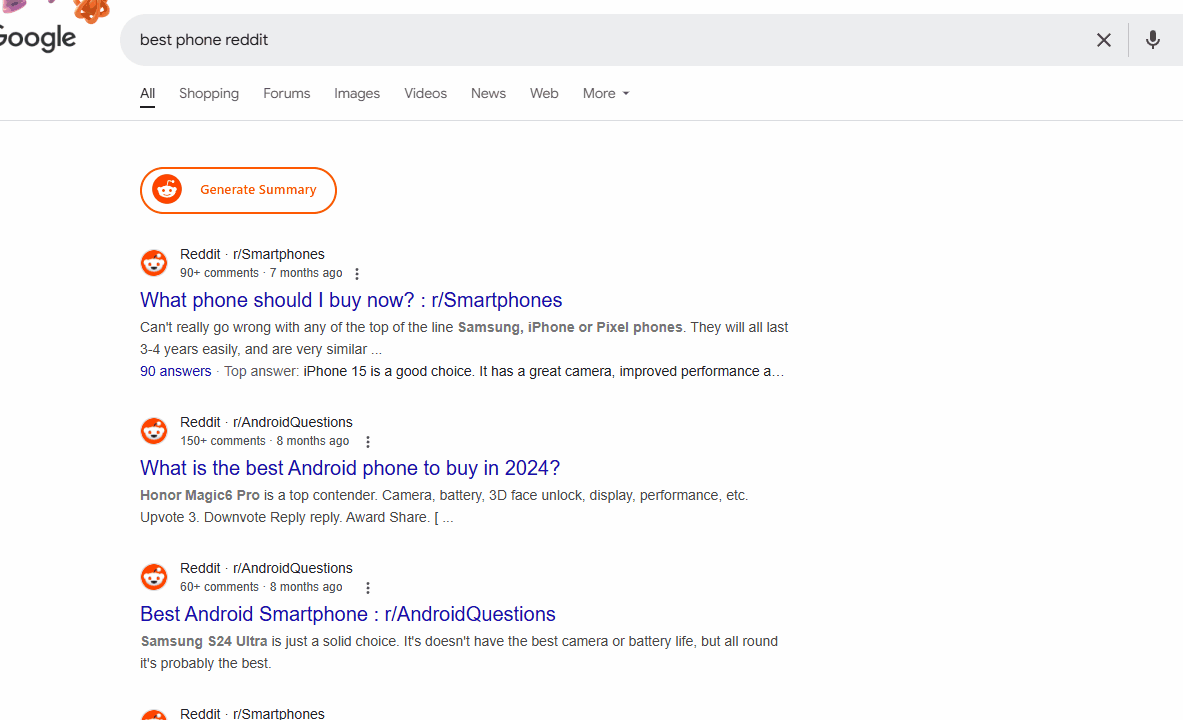 Google
best phone reddit
All Shopping Forums Images Videos News Web More
Generate Summary
Reddit · r/Smartphones
90+ comments · 7 months ago
What phone should I buy now? : r/Smartphones
Can't really go wrong with any of the top of the line Samsung, iPhone or Pixel phones. They will all last
3-4 years easily, and are very similar ...
90 answers · Top answer: iPhone 15 is a good choice. It has a great camera, improved performance a…
Reddit · r/AndroidQuestions
150+ comments · 8 months ago
What is the best Android phone to buy in 2024?
Honor Magic6 Pro is a top contender. Camera, battery, 3D face unlock, display, performance, etc.
Upvote 3. Downvote Reply reply. Award Share. [ ...
Reddit · r/AndroidQuestions
60+ comments · 8 months ago
Best Android Smartphone : r/AndroidQuestions
Samsung S24 Ultra is just a solid choice. It's doesn't have the best camera or battery life, but all round
it's probably the best.
Reddit · r/Smartphones